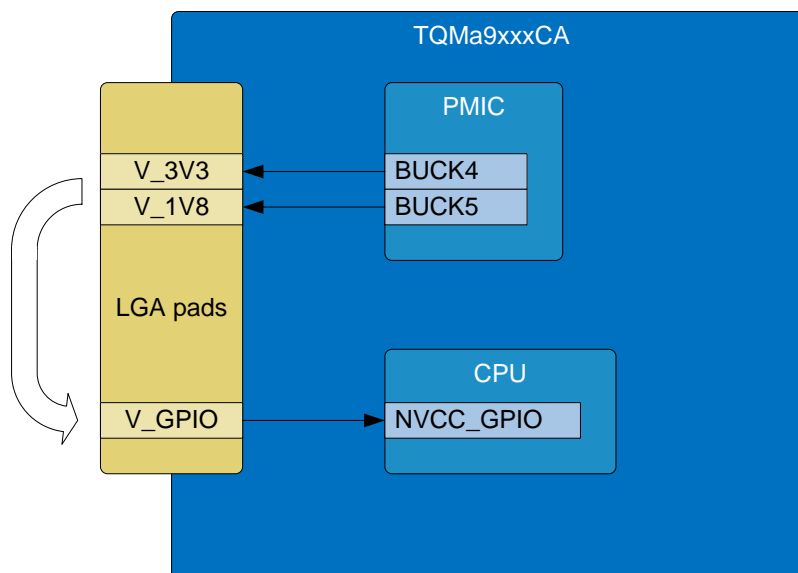 TQMa9xxxCA
PMIC
V_3V3
BUCK4
V_1V8
BUCK5
LGA pads
CPU
V_GPIO
NVCC_GPIO